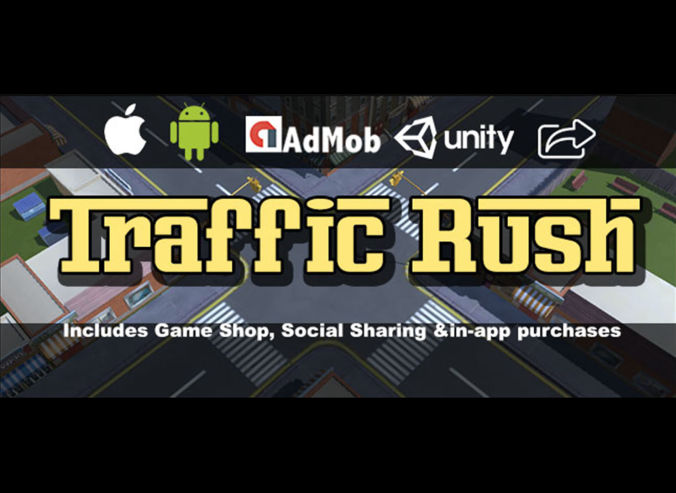 AdMob unity
Traffic Rush
Includes Game Shop, Social Sharing &in-app purchases